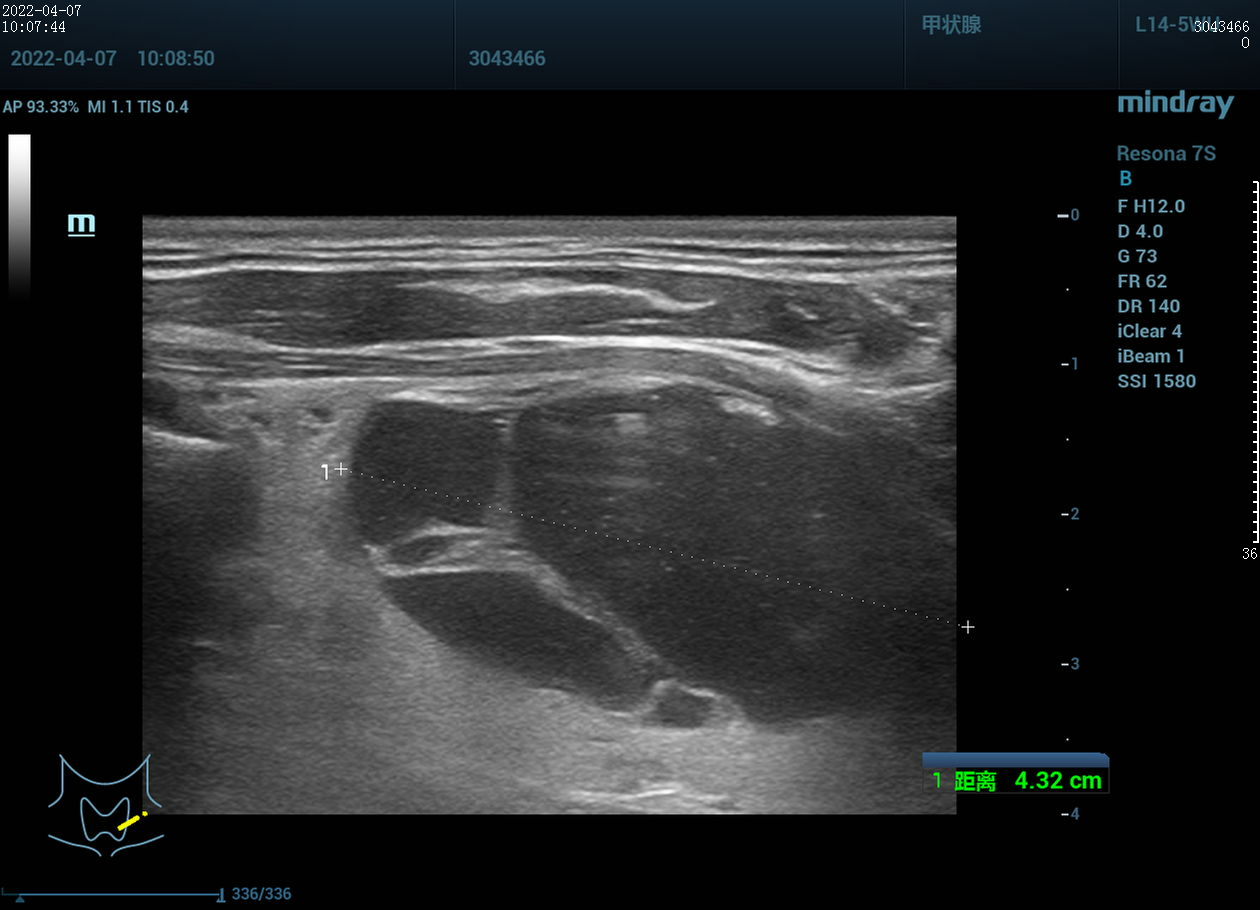 2022-04-07
10:07:44
2022-04-07 10:08:50
3043466
甲状腺
3043466
0
AP 93.33% MI 1.1 TIS 0.4
mindray
Resona 7S
B
F H12.0
D 4.0
G 73
FR 62
DR 140
iClear 4
iBeam 1
SSI 1580
m
0
1
2
3
4
1
36
1 距离 4.32 cm
336/336